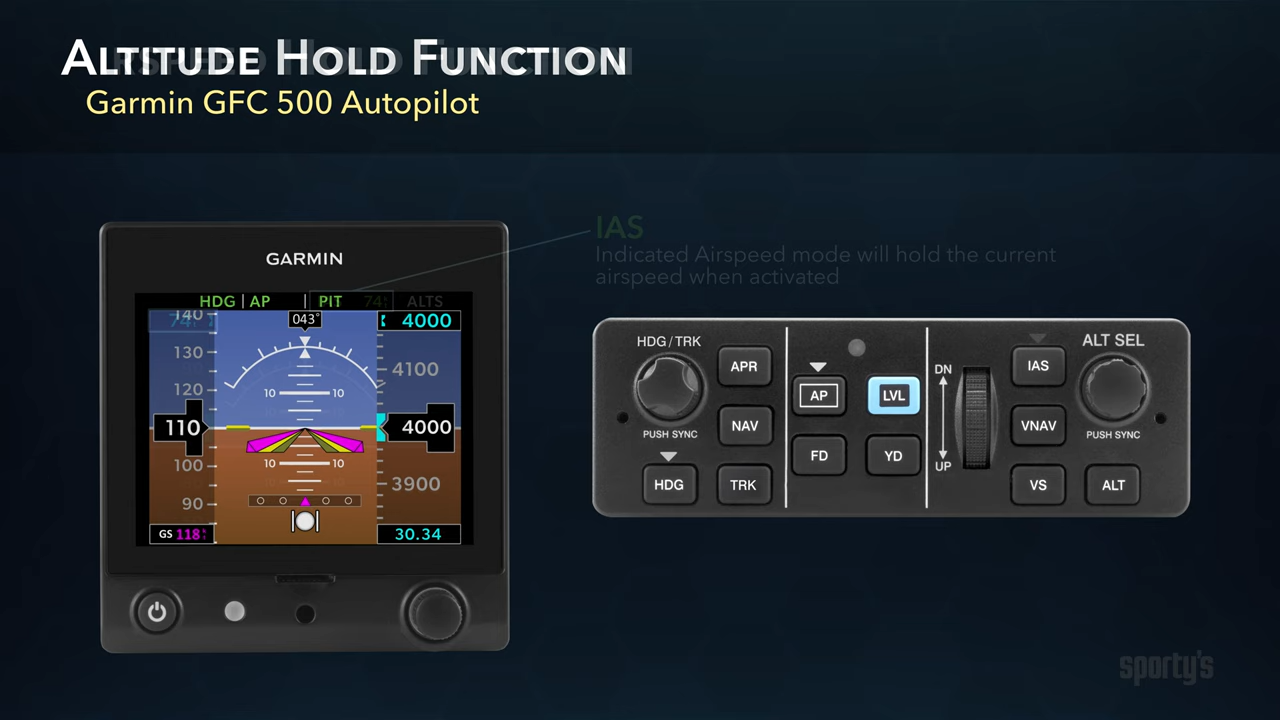 ALTITUDE HOLD FUNCTION
Garmin GFC 500 Autopilot
IAS
Indicated Airspeed mode will hold the current
airspeed when activated
GARMIN
HDG AP PIT 74 ALTS
140 74 043° 4000
130
120 10 10 4100
110 4000
100 10 10
90 3900
GS 118 30.34
HDG / TRK
PUSH SYNC
HDG
APR
NAV
TRK
AP
LVL
FD
YD
DN
UP
IAS
VNAV
VS
ALT SEL
PUSH SYNC
ALT
sporty's